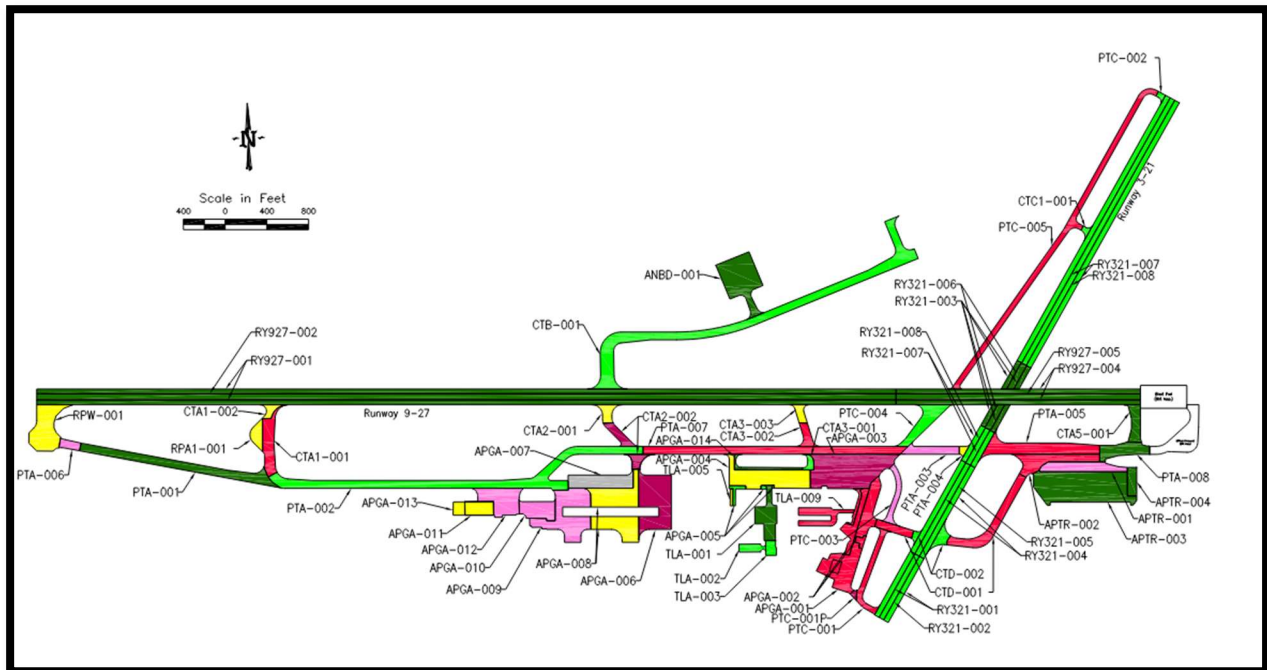 PTC-002
N
Scale in Feet
400 0 400 800
CTC1-001
PTC-005
Runway 3-21
ANBD-001
RY321-007
RY321-008
RY321-006
RY321-003
CTB-001
RY927-002
RY927-001
RY321-008
RY321-007
RY927-005
RY927-004
RPW-001
CTA1-002
Runway 9-27
CTA2-002
CTA2-001
PTA-007
CTA3-003
CTA3-002
PTC-004
CTA3-001
APGA-003
PTA-005
CTA5-001
RPA1-001
CTA1-001
APGA-014
APGA-007
APGA-004
TLA-005
PTA-006
PTA-001
PTA-002
PTA-003
PTA-004
PTA-008
APGA-013
APGA-011
APGA-012
APGA-010
APGA-009
APGA-008
APGA-006
APGA-005
TLA-001
TLA-002
TLA-003
TLA-009
PTC-003
APGA-002
APGA-001
PTC-001P
PTC-001
APTR-004
APTR-001
APTR-002
APTR-003
RY321-005
RY321-004
CTD-002
CTD-001
RY321-001
RY321-002